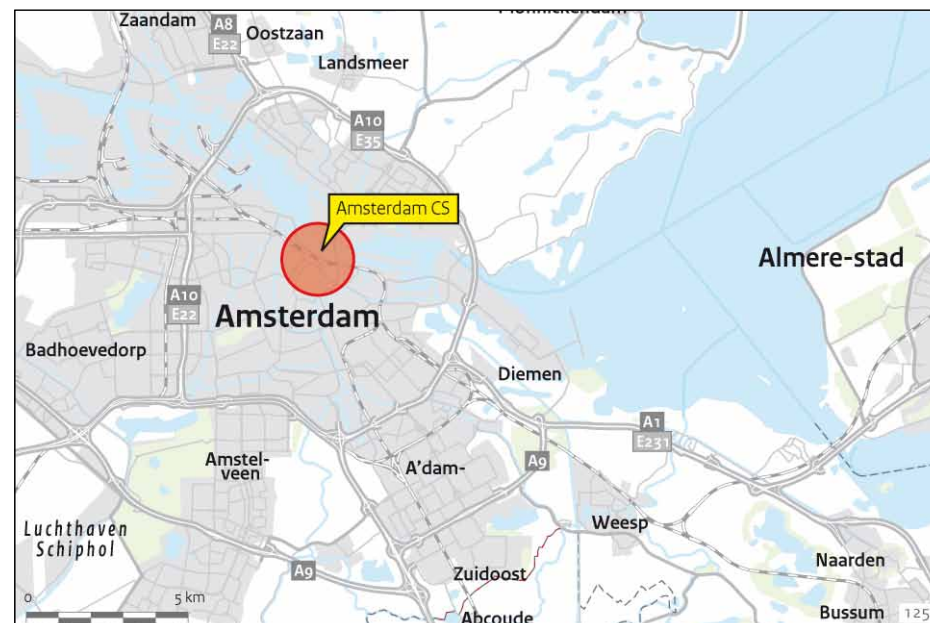 Monnickendam
Zaandam
A8
E22
Oostzaan
Landsmeer
A10
E35
Amsterdam CS
Almere-stad
A10
E22
Amsterdam
Badhoevedorp
Diemen
A1
E231
Amstel-
veen
A'dam-
A9
Luchthaven
Schiphol
Weesp
A9
Zuidoost
Naarden
0
5 km
Abcoude
Bussum
125